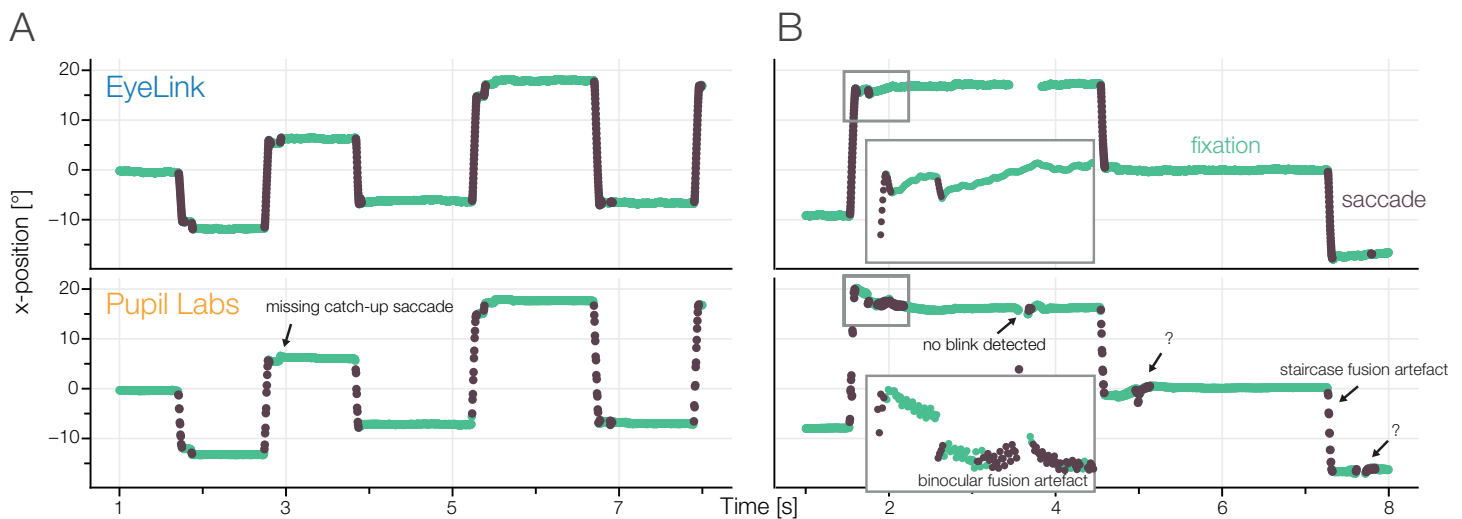 A
B
x-position [°]
20
10
0
−10
EyeLink
fixation
saccade
20
10
0
−10
Pupil Labs
missing catch-up saccade
no blink detected
?
staircase fusion artefact
?
binocular fusion artefact
1
3
5
7
Time [s]
2
4
6
8